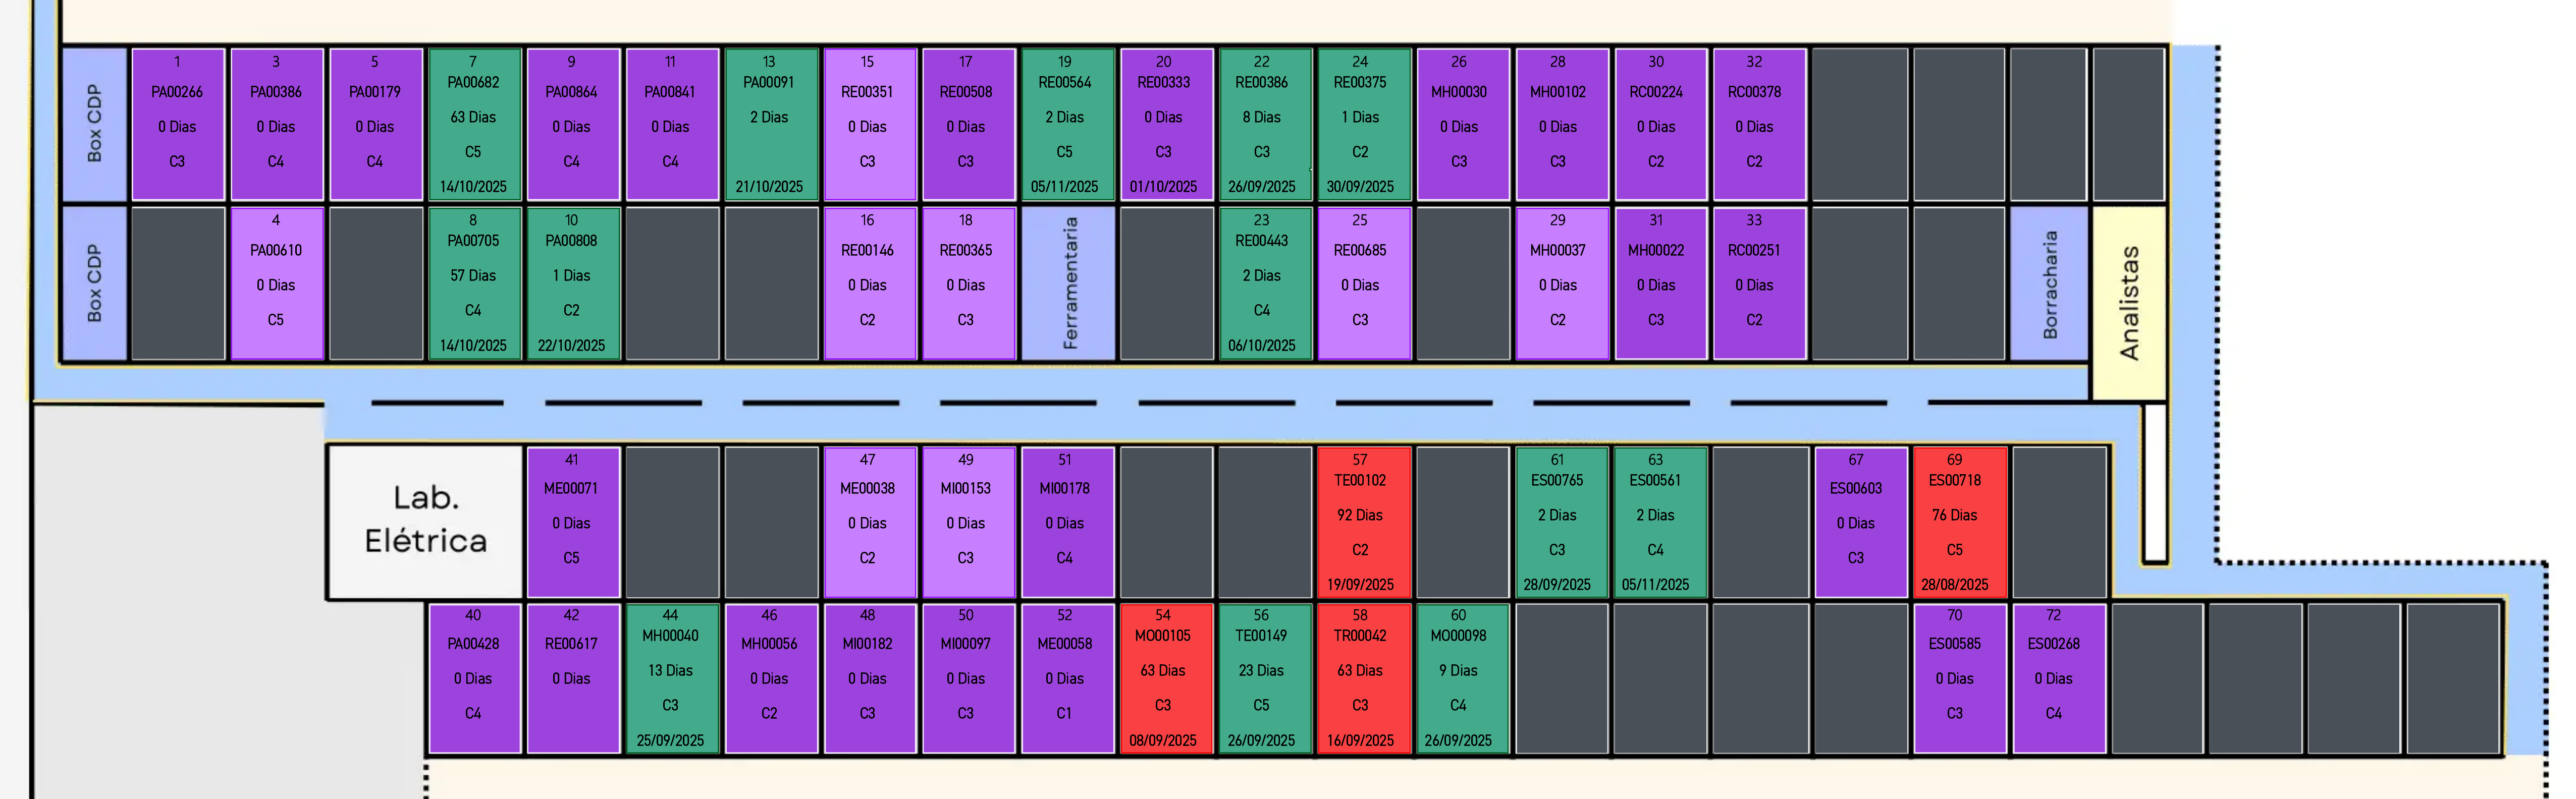 Box CDP
1
PA00266
0 Dias
C3
3
PA00386
0 Dias
C4
5
PA00179
0 Dias
C4
7
PA00682
63 Dias
C5
14/10/2025
9
PA00864
0 Dias
C4
11
PA00841
0 Dias
C4
13
PA00091
2 Dias
21/10/2025
15
RE00351
0 Dias
C3
17
RE00508
0 Dias
C3
19
RE00564
2 Dias
C5
05/11/2025
20
RE00333
0 Dias
C3
01/10/2025
22
RE00386
8 Dias
C3
26/09/2025
24
RE00375
1 Dias
C2
30/09/2025
26
MH00030
0 Dias
C3
28
MH00102
0 Dias
C3
30
RC00224
0 Dias
C2
32
RC00378
0 Dias
C2
Box CDP
4
PA00610
0 Dias
C5
8
PA00705
57 Dias
C4
14/10/2025
10
PA00808
1 Dias
C2
22/10/2025
16
RE00146
0 Dias
C2
18
RE00365
0 Dias
C3
Ferramentaria
23
RE00443
2 Dias
C4
06/10/2025
25
RE00685
0 Dias
C3
29
MH00037
0 Dias
C2
31
MH00022
0 Dias
C3
33
RC00251
0 Dias
C2
Borracharia
Analistas
Lab.
Elétrica
41
ME00071
0 Dias
C5
47
ME00038
0 Dias
C2
49
MI00153
0 Dias
C3
51
MI00178
0 Dias
C4
57
TE00102
92 Dias
C2
19/09/2025
61
ES00765
2 Dias
C3
28/09/2025
63
ES00561
2 Dias
C4
05/11/2025
67
ES00603
0 Dias
C3
69
ES00718
76 Dias
C5
28/08/2025
40
PA00428
0 Dias
C4
42
RE00617
0 Dias
44
MH00040
13 Dias
C3
25/09/2025
46
MH00056
0 Dias
C2
48
MI00182
0 Dias
C3
50
MI00097
0 Dias
C3
52
ME00058
0 Dias
C1
54
MO00105
63 Dias
C3
08/09/2025
56
TE00149
23 Dias
C5
26/09/2025
58
TR00042
63 Dias
C3
16/09/2025
60
MO00098
9 Dias
C4
26/09/2025
70
ES00585
0 Dias
C3
72
ES00268
0 Dias
C4